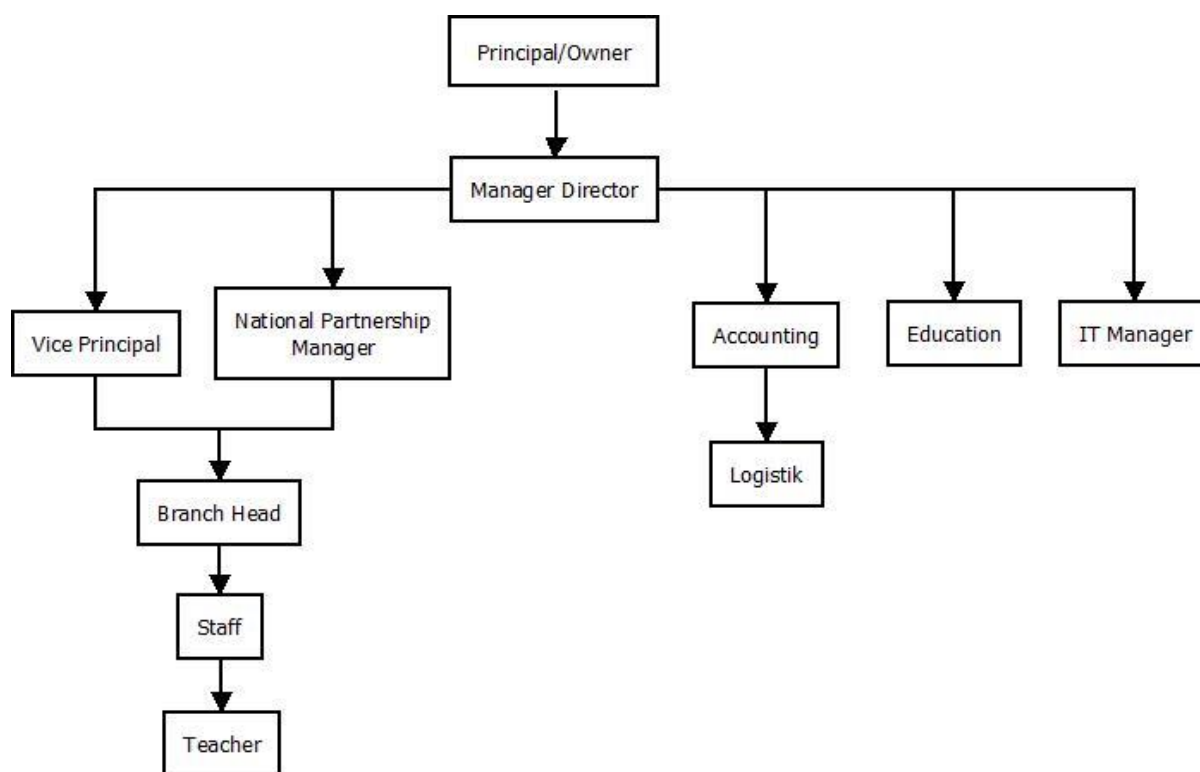 Principal/Owner
Manager Director
Vice Principal
National Partnership
Manager
Accounting
Education
IT Manager
Logistik
Branch Head
Staff
Teacher